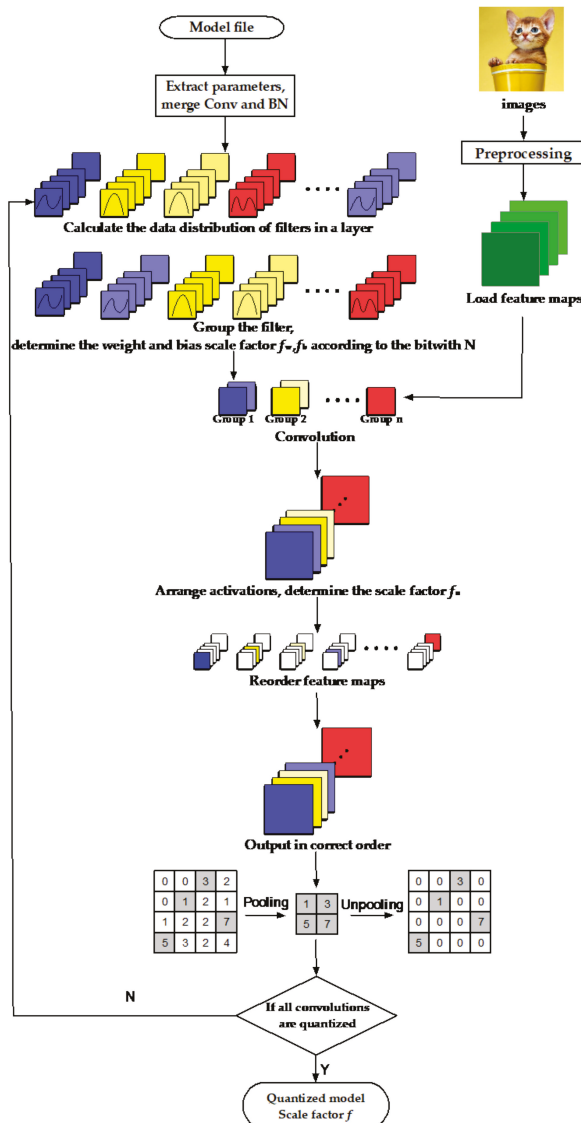 Model file
Extract parameters,
merge Conv and BN
images
Preprocessing
Calculate the data distribution of filters in a layer
Load feature maps
Group the filter,
determine the weight and bias scale factor fw,fb according to the bitwith N
Group 1 Group 2 Group n
Convolution
Arrange activations, determine the scale factor fa
Reorder feature maps
Output in correct order
0 0 3 2
0 1 2 1
1 2 2 7
5 3 2 4
Pooling
1 3
5 7
Unpooling
0 0 3 0
0 1 0 0
0 0 0 7
5 0 0 0
N
If all convolutions
are quantized
Y
Quantized model
Scale factor f